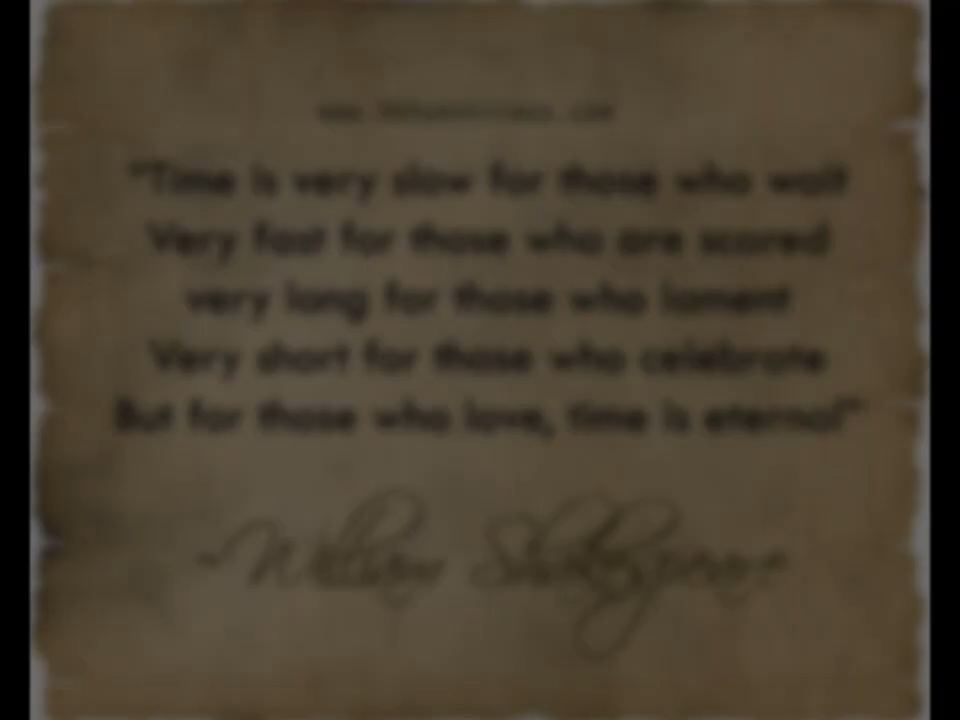 "Time is very slow for those who wait
Very fast for those who are scared
very long for those who lament
Very short for those who celebrate
But for those who love, time is eternal"
~William Shakespeare